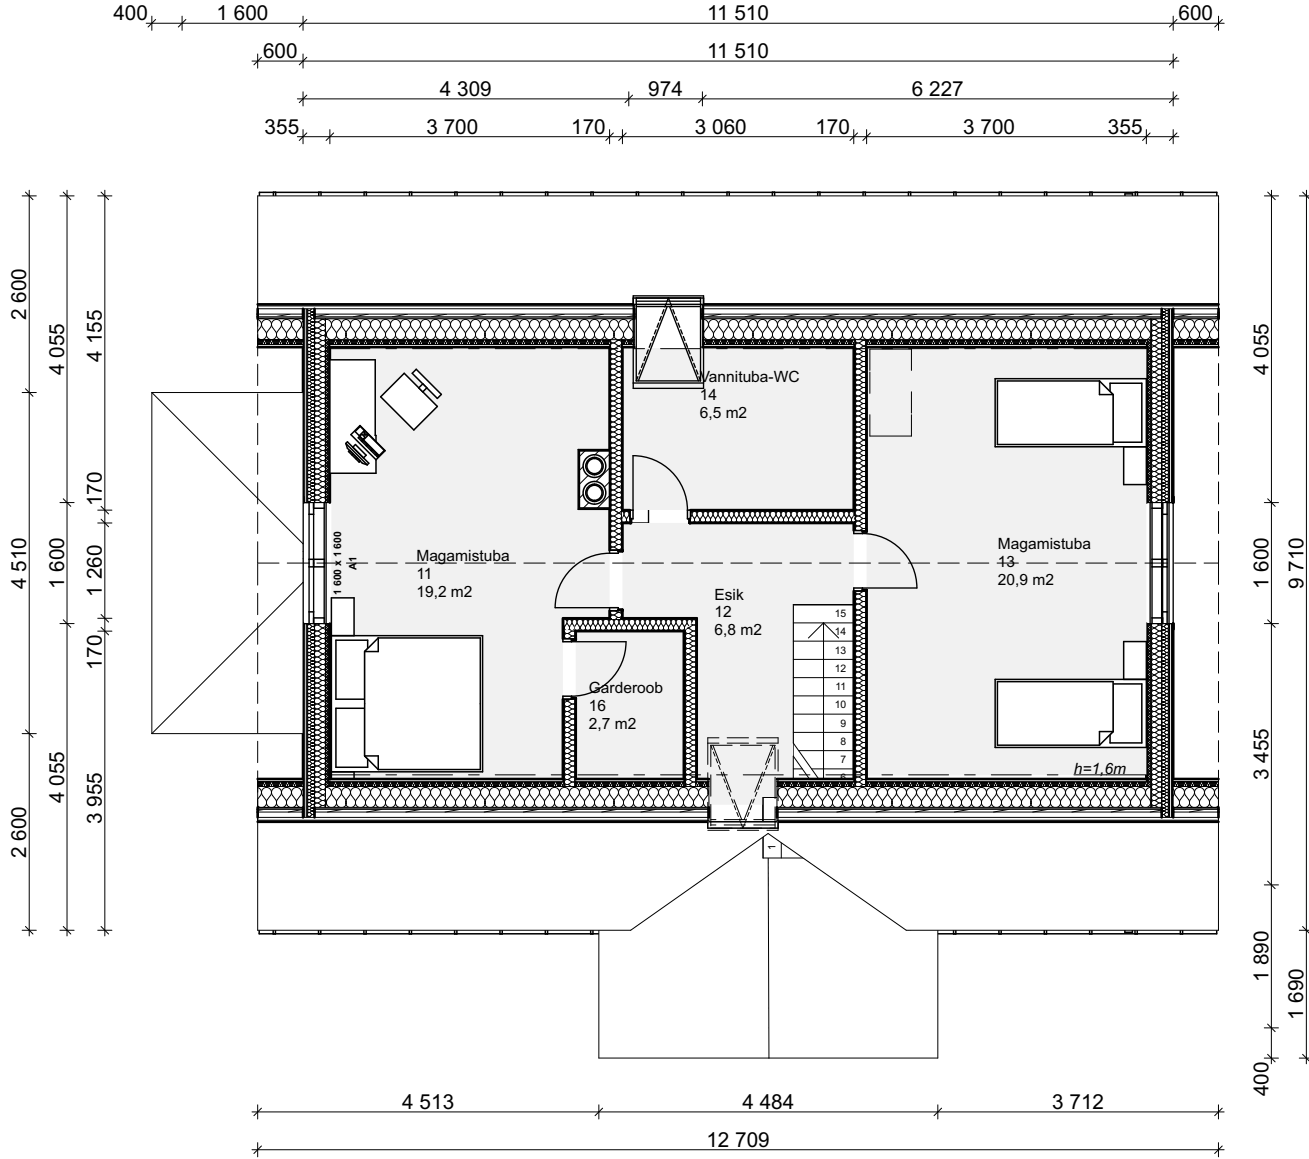 400 1 600 11 510 600
600 11 510
4 309 974 6 227
355 3 700 170 3 060 170 3 700 355
2 600
4 510
2 600
4 055
1 600
4 055
4 155
170
1 260
170
3 955
Vannituba-WC
14
6,5 m2
1 600 x 1 600
A1
Magamistuba
11
19,2 m2
Magamistuba
13
20,9 m2
Esik
12
6,8 m2
Garderoob
16
2,7 m2
15
14
13
12
11
10
9
8
7
6
h=1,6m
1
4 055
1 600
3 455
1 890
400
9 710
1 690
4 513 4 484 3 712
12 709